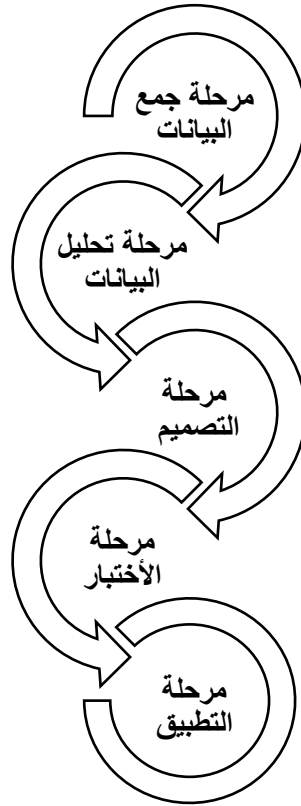 مرحلة جمع
البيانات
مرحلة تحليل
البيانات
مرحلة
التصميم
مرحلة
الأختبار
مرحلة
التطبيق